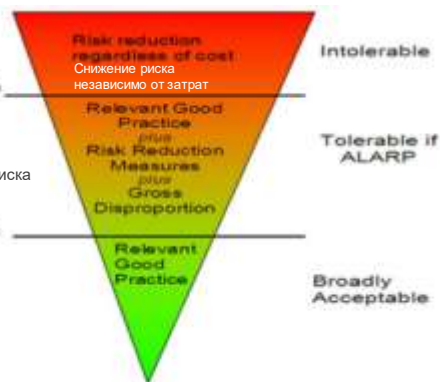 Risk reduction
regardless of cost
Снижение риска
независимо от затрат
Intolerable
Relevant Good
Practice
plus
Risk Reduction
Measures
plus
Gross
Disproportion
Tolerable if
ALARP
иска
Relevant
Good
Practice
Broadly
Acceptable